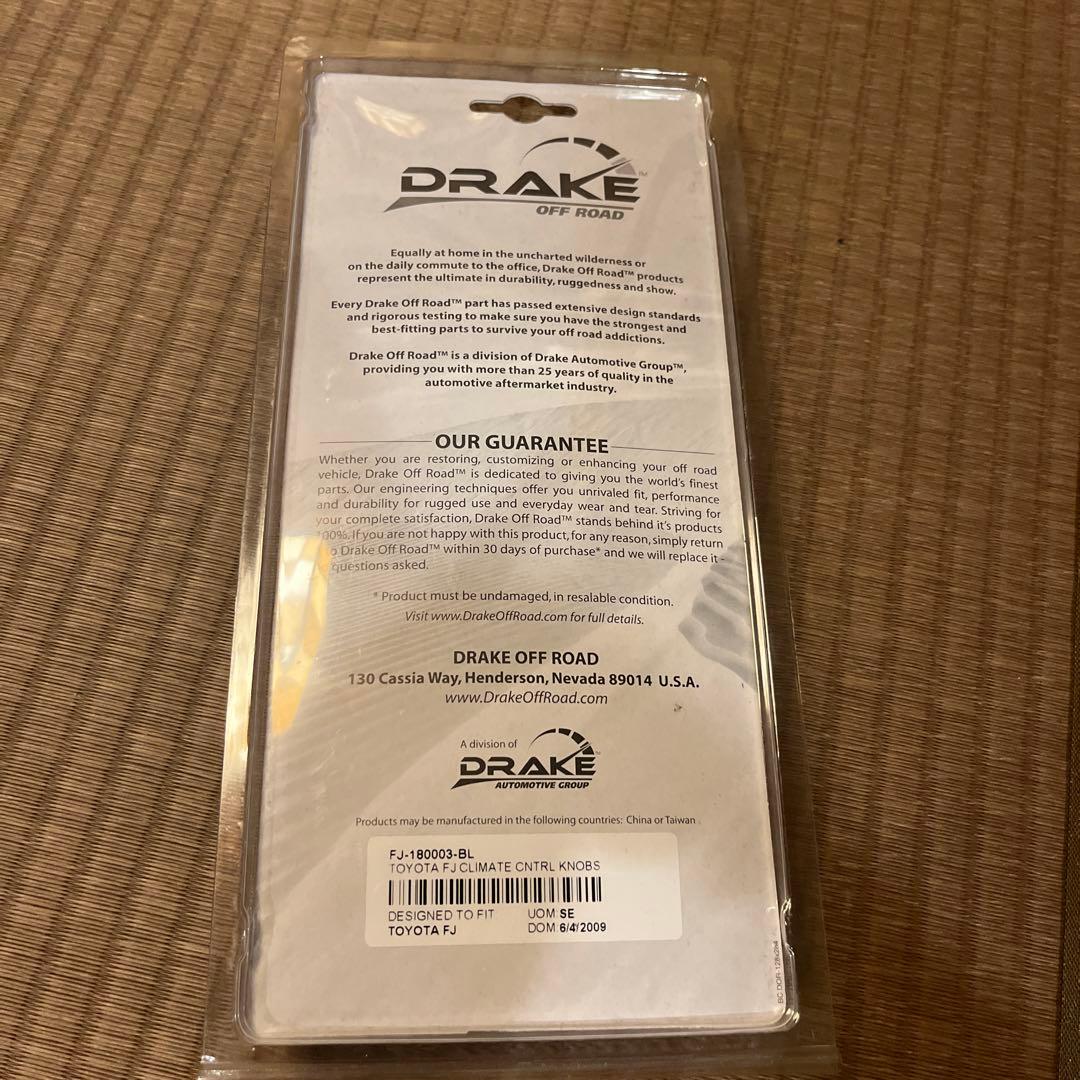 DRAKE TM
OFF ROAD
Equally at home in the uncharted wilderness or
on the daily commute to the office, Drake Off Road™ products
represent the ultimate in durability, ruggedness and show.
Every Drake Off Road™ part has passed extensive design standards
and rigorous testing to make sure you have the strongest and
best-fitting parts to survive your off road addictions.
Drake Off Road™ is a division of Drake Automotive Group™,
providing you with more than 25 years of quality in the
automotive aftermarket industry.
OUR GUARANTEE
Whether you are restoring, customizing or enhancing your off road
vehicle, Drake Off Road™ is dedicated to giving you the world's finest
parts. Our engineering techniques offer you unrivaled fit, performance
and durability for rugged use and everyday wear and tear. Striving for
your complete satisfaction, Drake Off Road™ stands behind it's products
100%. If you are not happy with this product, for any reason, simply return
Drake Off Road™ within 30 days of purchase* and we will replace it -
questions asked.
* Product must be undamaged, in resalable condition.
Visit www.DrakeOffRoad.com for full details.
DRAKE OFF ROAD
130 Cassia Way, Henderson, Nevada 89014 U.S.A.
www.DrakeOffRoad.com
A division of
DRAKE
AUTOMOTIVE GROUP
Products may be manufactured in the following countries: China or Taiwan
FJ-180003-BL
TOYOTA FJ CLIMATE CNTRL KNOBS
DESIGNED TO FIT UOM: SE
TOYOTA FJ DOM: 6/4/2009